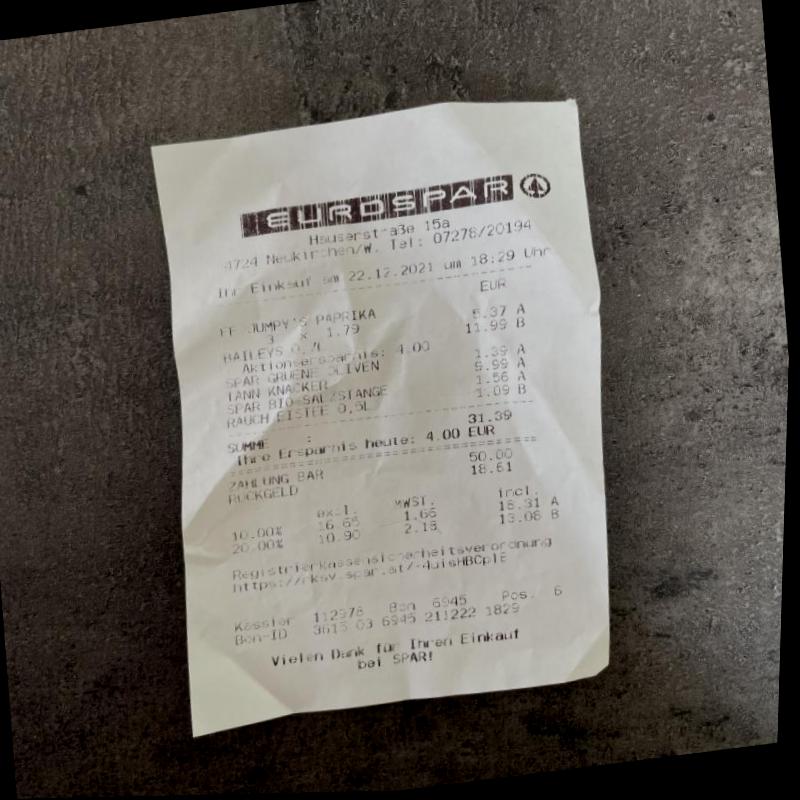 EUROSPAR
Hauserstraße 15a
4724 Neukirchen/W. Tel: 07278/20194
Ihr Einkauf am 22.12.2021 um 18:29 Uhr
EUR
FF JUMPY'S PAPRIKA
3 x 1.79 5.37 A
BAILEYS 0.7L 11.99 B
Aktionsersparnis: 4.00
SPAR GRUENE OLIVEN 1.39 A
TANN KNACKER 9.99 A
SPAR BIO-SALZSTANGE 1.56 A
RAUCH EISTEE 0,5L 1.09 B
SUMME : 31.39
Ihre Ersparnis heute: 4.00 EUR
ZAHLUNG BAR 50.00
RÜCKGELD 18.61
excl. MWST. incl.
10.00% 16.65 1.66 18.31 A
20.00% 10.90 2.18 13.08 B
Registrierkassensicherheitsverordnung
https://rksv.spar.at/-4uisHBCplE
Kassier 112978 Bon 6945 Pos. 6
Bon-ID 3615 03 6945 211222 1829
Vielen Dank für Ihren Einkauf
bei SPAR!